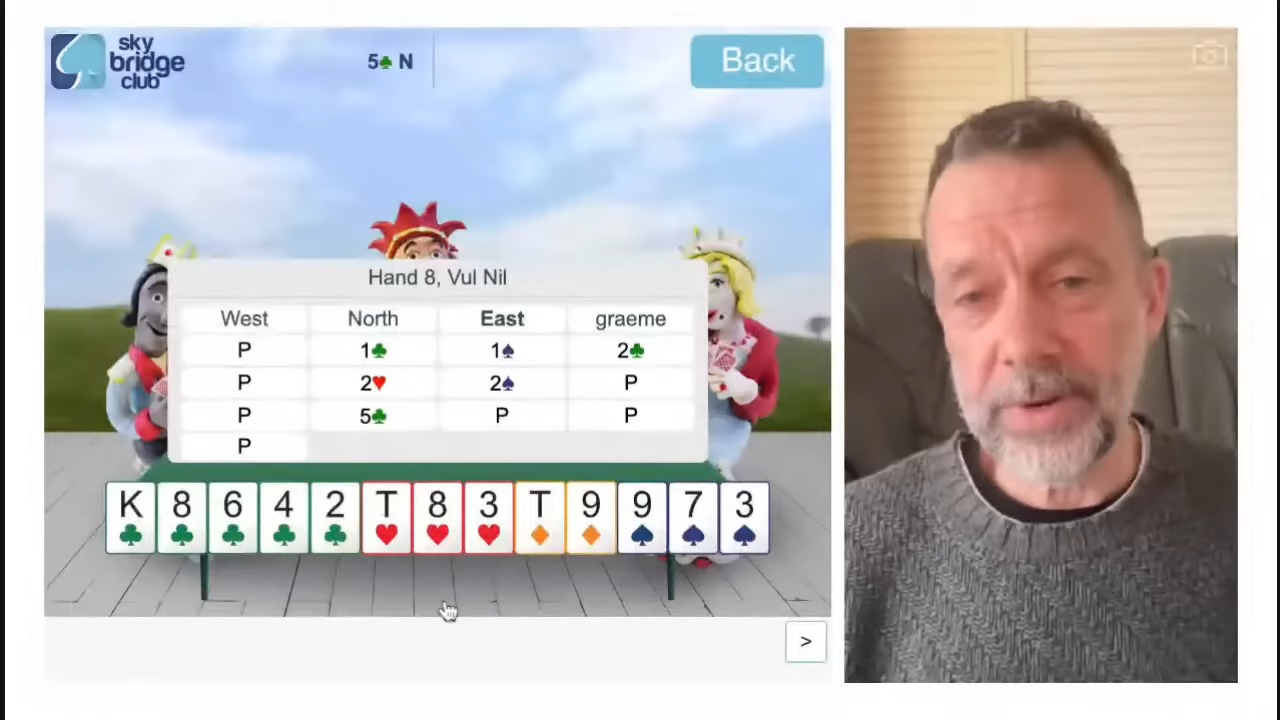 sky
bridge
club
5♣ N
Back
Hand 8, Vul Nil
West North East graeme
P 1♣ 1♠ 2♣
P 2♥ 2♠ P
P 5♣ P P
P
K 8 6 4 2 T 8 3 T 9 9 7 3
♣ ♣ ♣ ♣ ♣ ♥ ♥ ♥ ♦ ♦ ♠ ♠ ♠
>